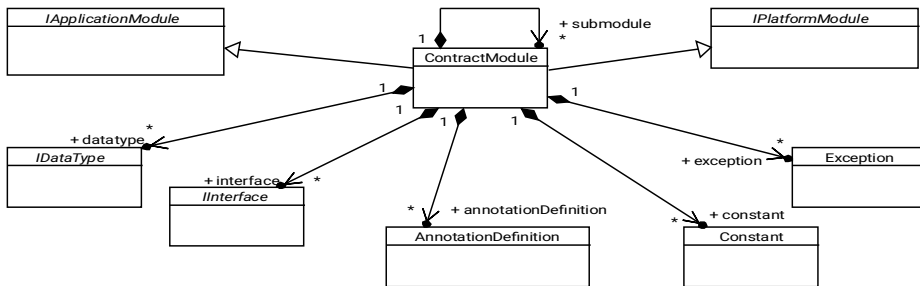 IApplicationModule
+ submodule
IPlatformModule
1
*
ContractModule
1
1
1
1
1
*
+ datatype
*
+ exception
IDataType
Exception
+ interface
*
IInterface
*
+ annotationDefinition
*
+ constant
AnnotationDefinition
Constant